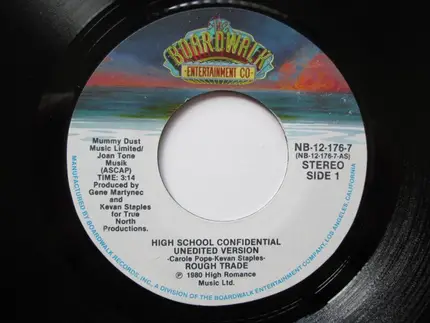 The
BOARDWALK
ENTERTAINMENT CO
Mummy Dust
Music Limited/
Joan Tone
Musik
(ASCAP)
TIME: 3:14
Produced by
Gene Martynec
and
Kevan Staples
for True
North
Productions.
NB-12-176-7
(NB-12-176-7-AS)
STEREO
SIDE 1
HIGH SCHOOL CONFIDENTIAL
UNEDITED VERSION
-Carole Pope-Kevan Staples-
ROUGH TRADE
℗ 1980 High Romance
Music Ltd.
MANUFACTURED BY BOARDWALK RECORDS INC. A DIVISION OF THE BOARDWALK ENTERTAINMENT COMPANY, LOS ANGELES, CALIFORNIA